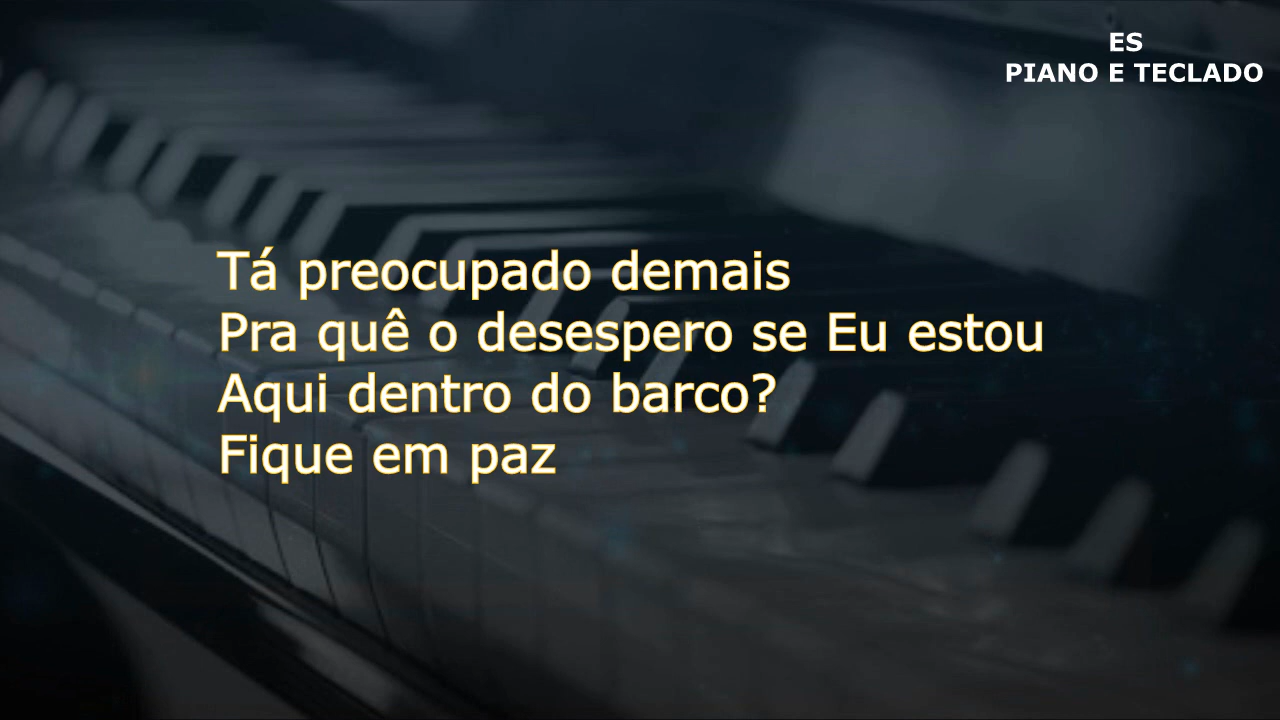 ES
PIANO E TECLADO
Tá preocupado demais
Pra quê o desespero se Eu estou
Aqui dentro do barco?
Fique em paz